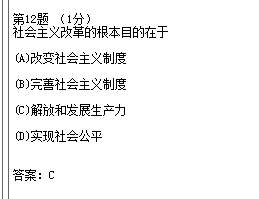 第12题 （1分）
社会主义改革的根本目的在于
(A)改变社会主义制度
(B)完善社会主义制度
(C)解放和发展生产力
(D)实现社会公平
答案：C